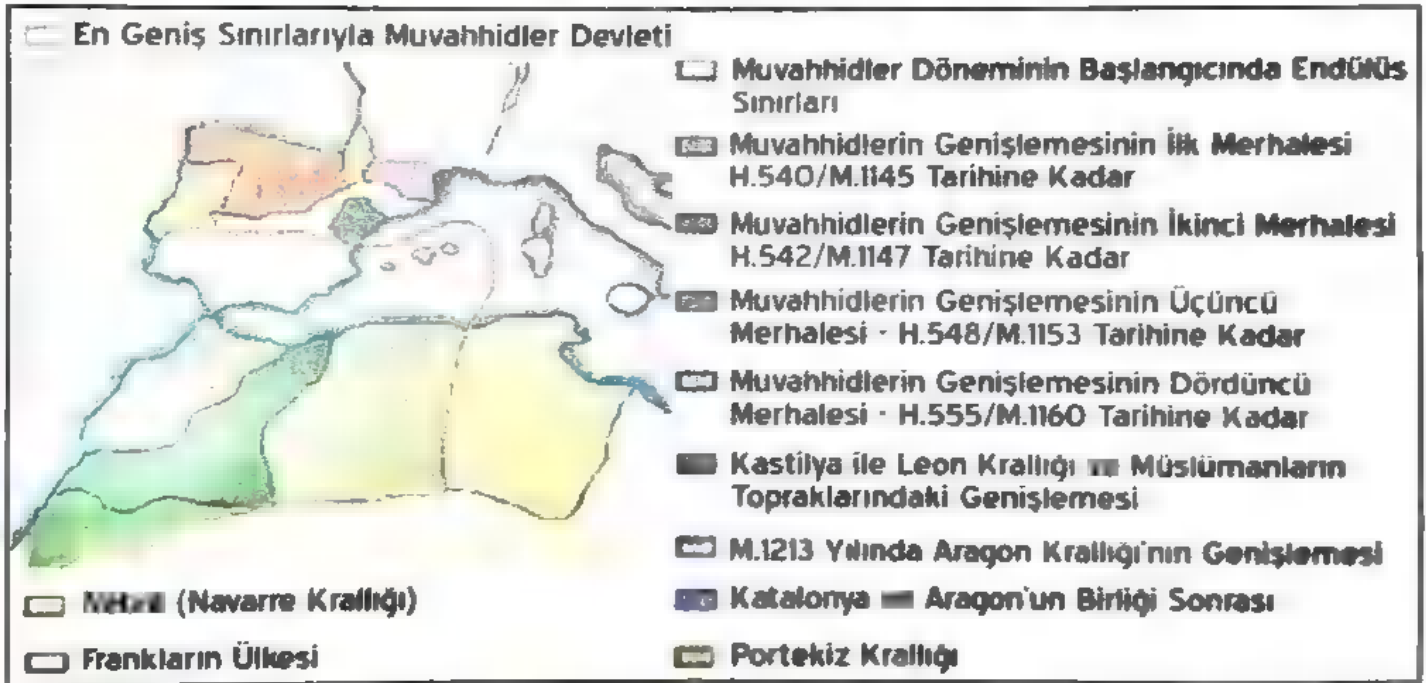 En Geniş Sınırlarıyla Muvahhidler Devleti
Muvahhidler Döneminin Başlangıcında Endülüs
Sınırları
Muvahhidlerin Genişlemesinin İlk Merhalesi
H.540/M.1145 Tarihine Kadar
Muvahhidlerin Genişlemesinin İkinci Merhalesi
H.542/M.1147 Tarihine Kadar
Muvahhidlerin Genişlemesinin Üçüncü
Merhalesi - H.548/M.1153 Tarihine Kadar
Muvahhidlerin Genişlemesinin Dördüncü
Merhalesi - H.555/M.1160 Tarihine Kadar
Kastilya ile Leon Krallığı Müslümanların
Topraklarındaki Genişlemesi
M.1213 Yılında Aragon Krallığı'nın Genişlemesi
(Navarre Krallığı)
Katalonya Aragon'un Birliği Sonrası
Frankların Ülkesi
Portekiz Krallığı